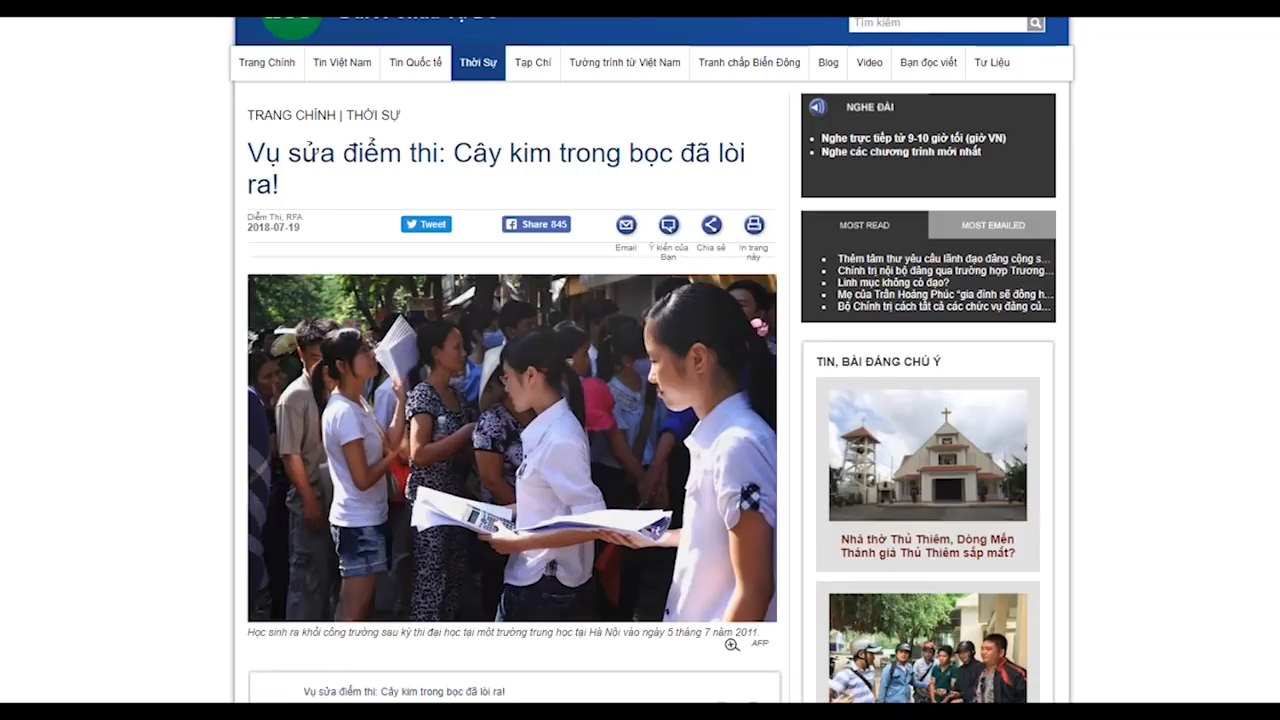 Tìm kiếm
Trang Chính
Tin Việt Nam
Tin Quốc tế
Thời Sự
Tạp Chí
Tường trình từ Việt Nam
Tranh chấp Biển Đông
Blog
Video
Bạn đọc viết
Tư Liệu
TRANG CHÍNH | THỜI SỰ
Vụ sửa điểm thi: Cây kim trong bọc đã lòi
ra!
Diễm Thi, RFA
2018-07-19
Tweet
Share 845
Email
Ý kiến của
Bạn
Chia sẻ
In trang
này
Học sinh ra khỏi cổng trường sau kỳ thi đại học tại một trường trung học tại Hà Nội vào ngày 5 tháng 7 năm 2011.
AFP
Vụ sửa điểm thi: Cây kim trong bọc đã lòi ra!
NGHE ĐÀI
Nghe trực tiếp từ 9-10 giờ tối (giờ VN)
Nghe các chương trình mới nhất
MOST READ
MOST EMAILED
Thêm tâm thư yêu cầu lãnh đạo đảng cộng s...
Chính trị nội bộ đảng qua trường hợp Trương...
Linh mục không có đạo?
Mẹ của Trần Hoàng Phúc “gia đình sẽ đồng h...
Bộ Chính trị cách tất cả các chức vụ đảng củ...
TIN, BÀI ĐÁNG CHÚ Ý
Nhà thờ Thủ Thiêm, Dòng Mến
Thánh giá Thủ Thiêm sắp mất?